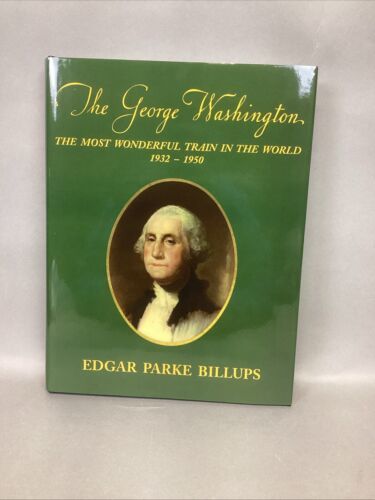 The George Washington
THE MOST WONDERFUL TRAIN IN THE WORLD
1932 – 1950
EDGAR PARKE BILLUPS